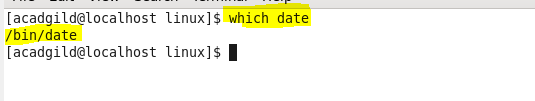 [acadgild@localhost linux]$ which date
/bin/date
[acadgild@localhost linux]$